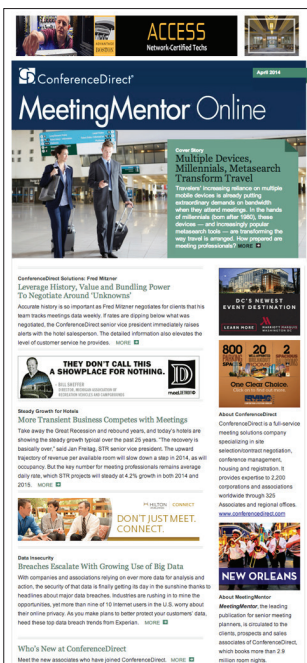 ACCESS
Network-Certified Techs
ConferenceDirect®
April 2014
MeetingMentor Online
Cover Story
Multiple Devices,
Millennials, Metasearch
Transform Travel
Travelers' increasing reliance on multiple
mobile devices is already putting
extraordinary demands on bandwidth
when they attend meetings. In the hands
of millennials (born after 1980), these
devices — and increasingly popular
metasearch tools — are transforming the
way travel is arranged. How prepared are
meeting professionals? MORE
ConferenceDirect Solutions: Fred Mitzner
Leverage History, Value and Bundling Power
To Negotiate Around 'Unknowns'
Accurate history is so important as Fred Mitzner negotiates for clients that his
team tracks meetings data weekly. If rates are dipping below what was
negotiated, the ConferenceDirect senior vice president immediately raises
alerts with the hotel salesperson. The detailed information also elevates the
level of customer service he provides. MORE
THEY DON'T CALL THIS
A SHOWPLACE FOR NOTHING.
BILL SHEFFER
D
Steady Growth for Hotels
More Transient Business Competes with Meetings
Take away the Great Recession and rebound years, and today's hotels are
showing the steady growth typical over the past 25 years. "The recovery is
basically over," said Jan Freitag, STR senior vice president. The upward
trajectory of revenue per available room will slow down a step in 2014, as will
occupancy. But the key number for meeting professionals remains average
daily rate, which STR projects will steady at 4.2% growth in both 2014 and
2015. MORE
HILTON CONNECT
DON'T JUST MEET.
CONNECT.
Data Insecurity
Breaches Escalate With Growing Use of Big Data
With companies and associations relying on ever more data for analysis and
action, the security of that data is finally getting its day in the sunshine thanks to
headlines about major data breaches. Industries are rushing in to mine the
opportunities, yet more than nine of 10 Internet users in the U.S. worry about
their online privacy. As you make plans to better protect your customers' data,
heed these top data breach trends from Experian. MORE
Who's New at ConferenceDirect
Meet the new associates who have joined ConferenceDirect. MORE
DC'S NEWEST
EVENT DESTINATION
LEARN MORE
MARRIOTT MARQUIS
WASHINGTON DC
800 20 2
One Clear Choice.
IRVING
About ConferenceDirect
ConferenceDirect is a full-service
meeting solutions company
specializing in site
selection/contract negotiation,
conference management,
housing and registration. It
provides expertise to 2,200
corporations and associations
worldwide through 325
Associates and regional offices.
www.conferencedirect.com
NEW ORLEANS
About MeetingMentor
MeetingMentor, the leading
publication for senior meeting
planners, is circulated to the
clients, prospects and sales
associates of ConferenceDirect,
which books more than 2.9
million room nights.